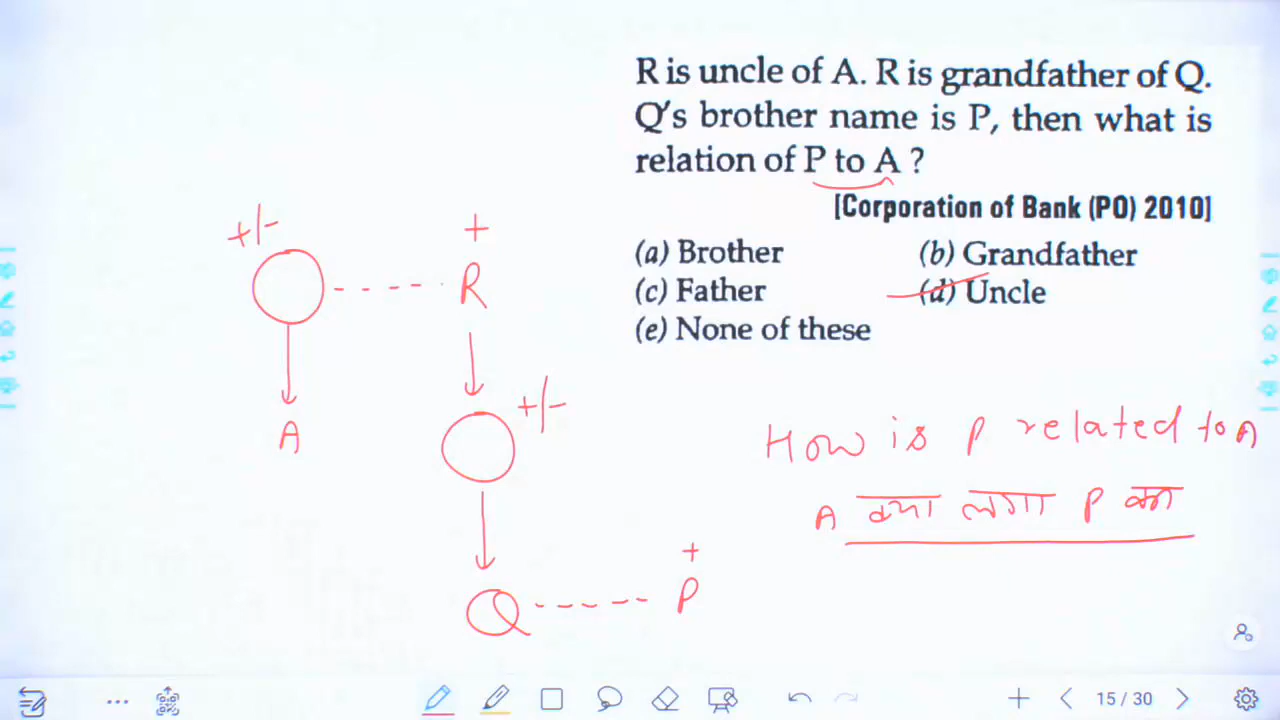 R is uncle of A. R is grandfather of Q.
Q's brother name is P, then what is
relation of P to A ?
[Corporation of Bank (PO) 2010]
(a) Brother (b) Grandfather
(c) Father (d) Uncle
(e) None of these
+/- +
R
+/-
A
How is P related to A
A क्या लगा P का
+
Q P
15 / 30